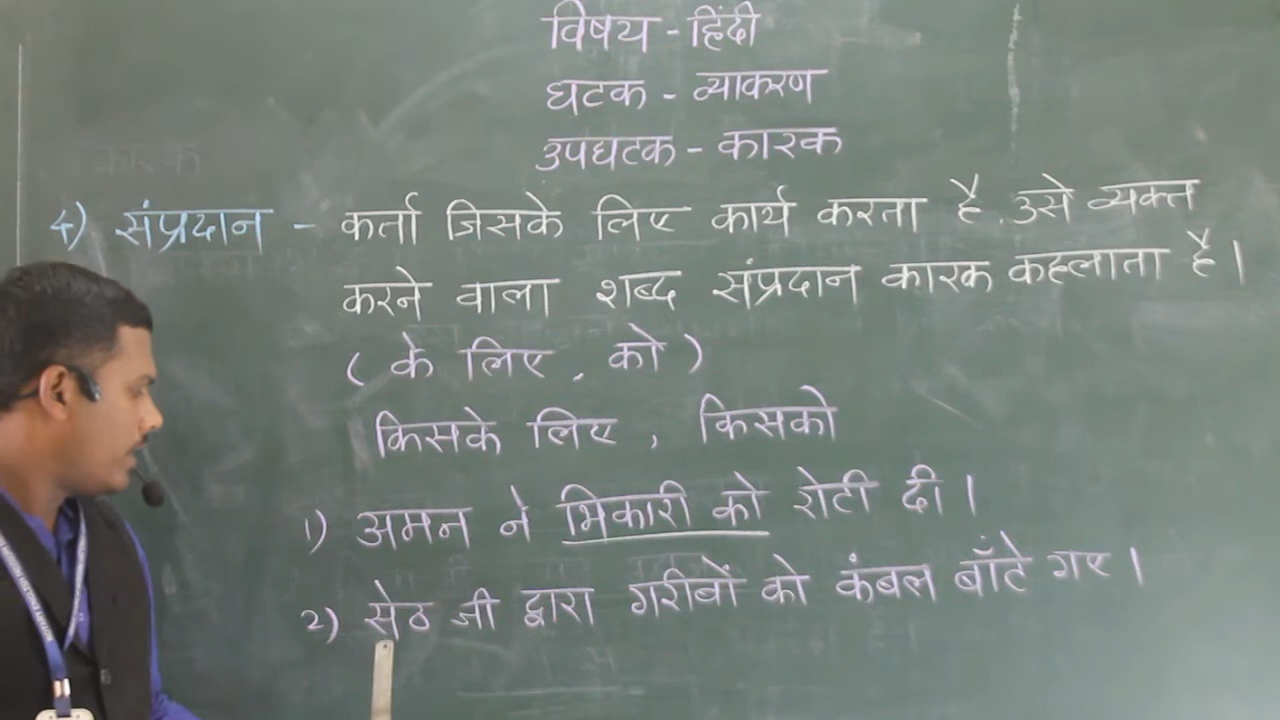 विषय - हिंदी
घटक - व्याकरण
उपघटक - कारक
कारक
4) संप्रदान - कर्ता जिसके लिए कार्य करता है. उसे व्यक्त
करने वाला शब्द संप्रदान कारक कहलाता है।
( के लिए , को )
किसके लिए , किसको
1) अमन ने भिकारी को रोटी दी।
2) सेठ जी द्वारा गरीबों को कंबल बाँटे गए।